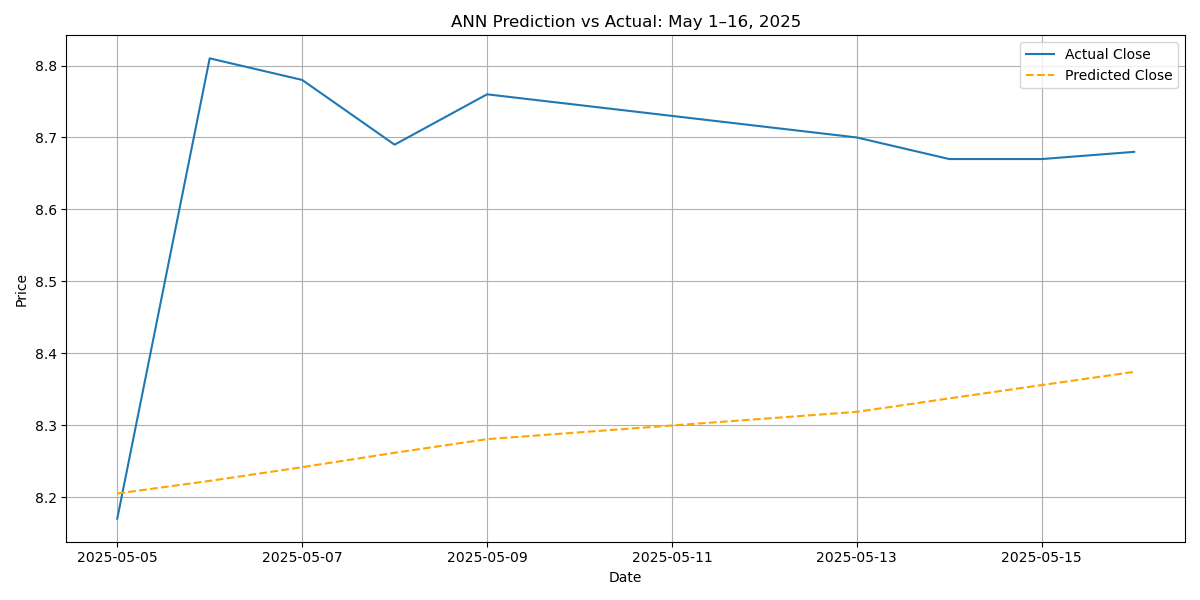 ANN Prediction vs Actual: May 1–16, 2025
Actual Close
Predicted Close
Price
8.8
8.7
8.6
8.5
8.4
8.3
8.2
2025-05-05 2025-05-07 2025-05-09 2025-05-11 2025-05-13 2025-05-15
Date